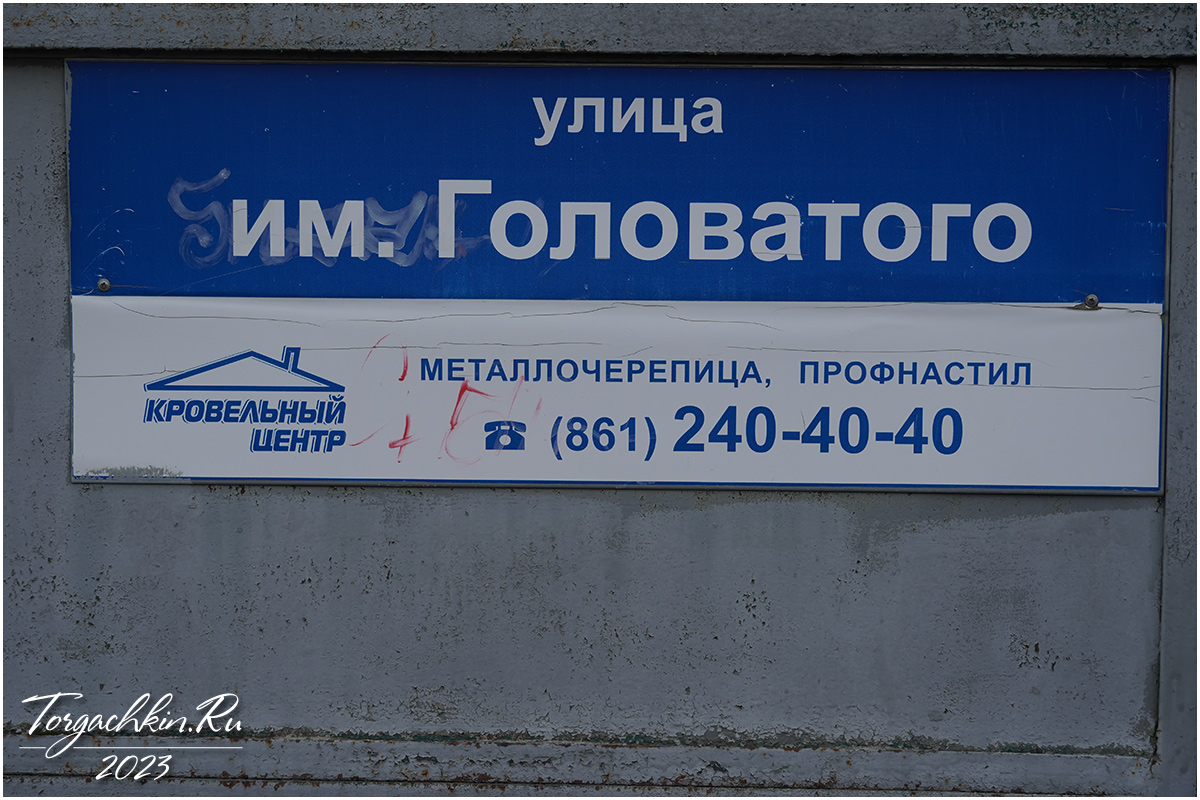 улица
им. Головатого
КРОВЕЛЬНЫЙ
ЦЕНТР
МЕТАЛЛОЧЕРЕПИЦА, ПРОФНАСТИЛ
☎ (861) 240-40-40
Torgachkin.Ru
2023